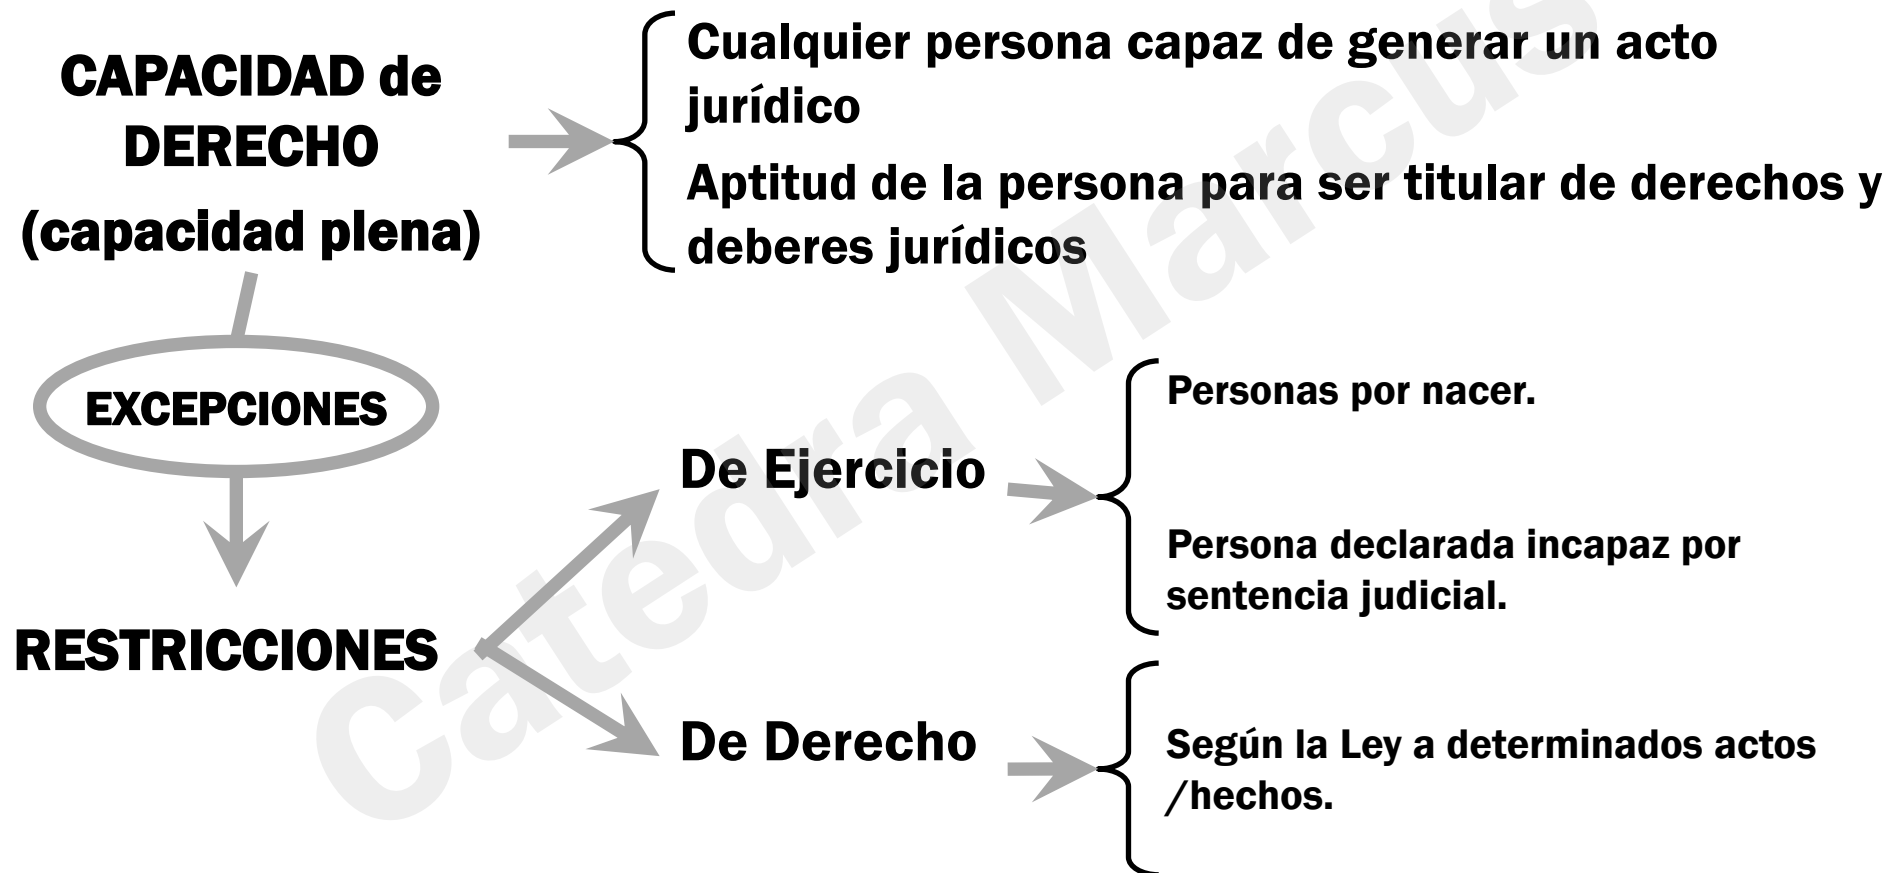 CAPACIDAD de
DERECHO
(capacidad plena)
Cualquier persona capaz de generar un acto
jurídico
Aptitud de la persona para ser titular de derechos y
deberes jurídicos
EXCEPCIONES
RESTRICCIONES
De Ejercicio
Personas por nacer.
Persona declarada incapaz por
sentencia judicial.
De Derecho
Según la Ley a determinados actos
/hechos.
Catedra Marcus